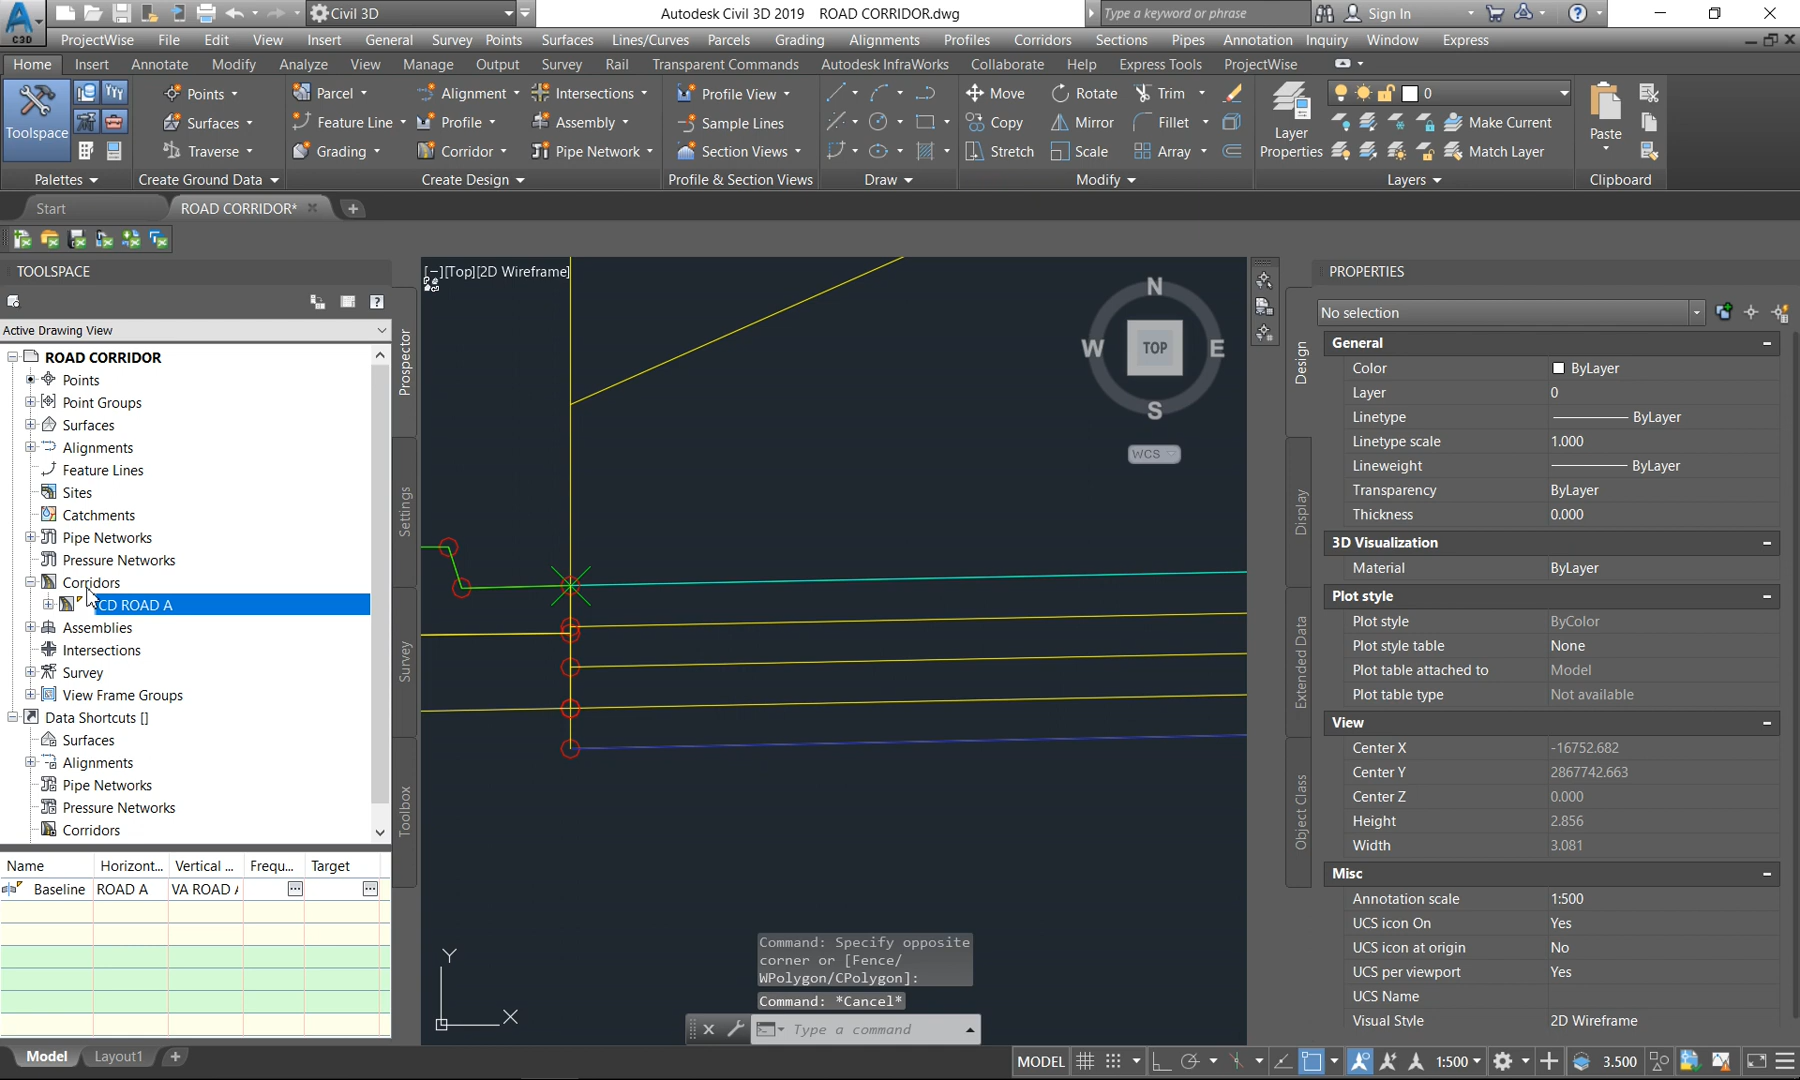 A C3D
Civil 3D
Autodesk Civil 3D 2019 ROAD CORRIDOR.dwg
Type a keyword or phrase
Sign In
ProjectWise File Edit View Insert General Survey Points Surfaces Lines/Curves Parcels Grading Alignments Profiles Corridors Sections Pipes Annotation Inquiry Window Express
Home Insert Annotate Modify Analyze View Manage Output Survey Rail Transparent Commands Autodesk InfraWorks Collaborate Help Express Tools ProjectWise
Points Parcel Alignment Intersections Profile View Move Rotate Trim 0
Toolspace Surfaces Feature Line Profile Assembly Sample Lines Copy Mirror Fillet Layer Properties Make Current Paste
Traverse Grading Corridor Pipe Network Section Views Stretch Scale Array Match Layer
Palettes Create Ground Data Create Design Profile & Section Views Draw Modify Layers Clipboard
Start ROAD CORRIDOR*
TOOLSPACE
Active Drawing View
ROAD CORRIDOR
Points
Point Groups
Surfaces
Alignments
Feature Lines
Sites
Catchments
Pipe Networks
Pressure Networks
Corridors
CD ROAD A
Assemblies
Intersections
Survey
View Frame Groups
Data Shortcuts []
Surfaces
Alignments
Pipe Networks
Pressure Networks
Corridors
Name Horizont... Vertical ... Frequ... Target
Baseline ROAD A VA ROAD
Prospector
Settings
Survey
Toolbox
[−][Top][2D Wireframe]
N
W TOP E
S
WCS
Y
X
Command: Specify opposite
corner or [Fence/
WPolygon/CPolygon]:
Command: *Cancel*
Type a command
Design
Display
Extended Data
Object Class
PROPERTIES
No selection
General
Color ByLayer
Layer 0
Linetype ByLayer
Linetype scale 1.000
Lineweight ByLayer
Transparency ByLayer
Thickness 0.000
3D Visualization
Material ByLayer
Plot style
Plot style ByColor
Plot style table None
Plot table attached to Model
Plot table type Not available
View
Center X -16752.682
Center Y 2867742.663
Center Z 0.000
Height 2.856
Width 3.081
Misc
Annotation scale 1:500
UCS icon On Yes
UCS icon at origin No
UCS per viewport Yes
UCS Name
Visual Style 2D Wireframe
Model Layout1
MODEL 1:500 3.500